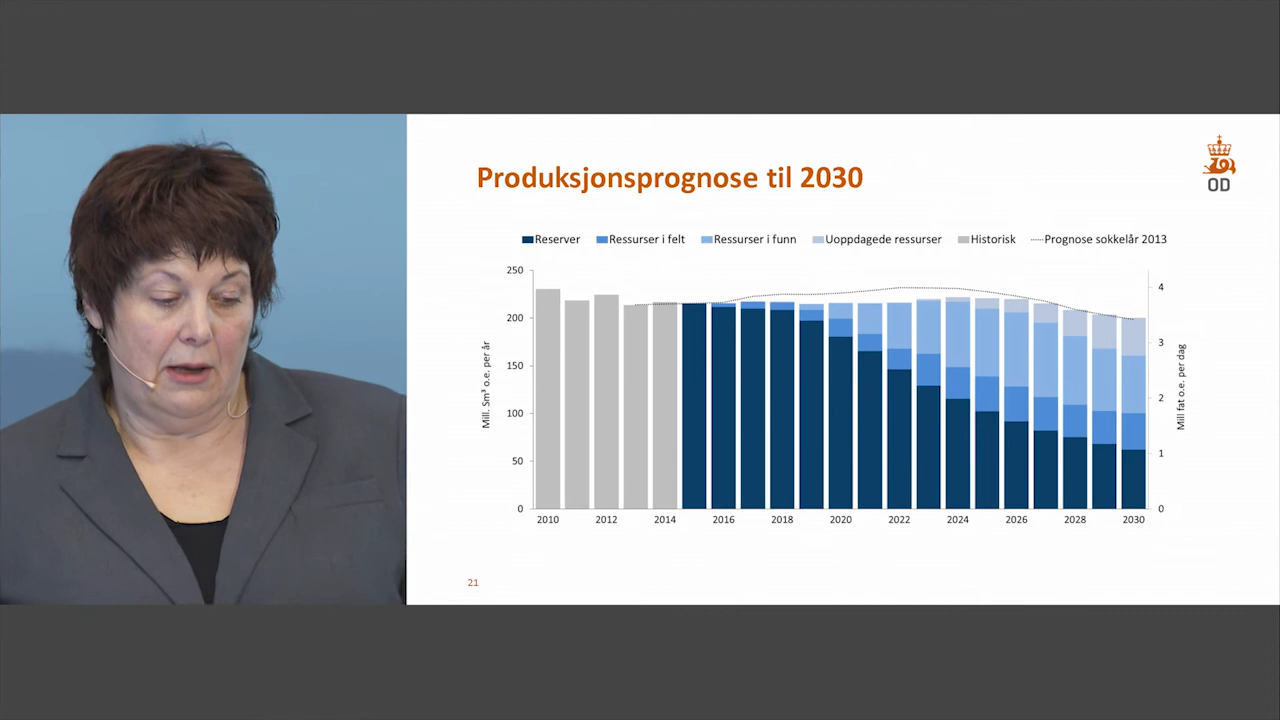 Produksjonsprognose til 2030
OD
Reserver
Ressurser i felt
Ressurser i funn
Uoppdagede ressurser
Historisk
Prognose sokkelår 2013
250
200
150
100
50
0
Mill. Sm³ o.e. per år
4
3
2
1
0
Mill fat o.e. per dag
2010 2012 2014 2016 2018 2020 2022 2024 2026 2028 2030
21